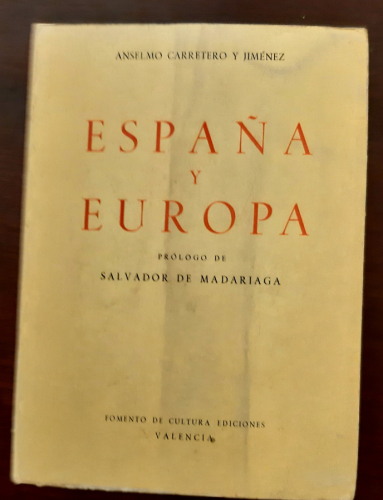 ANSELMO CARRETERO Y JIMÉNEZ
ESPAÑA
Y
EUROPA
PRÓLOGO DE
SALVADOR DE MADARIAGA
FOMENTO DE CULTURA EDICIONES
VALENCIA